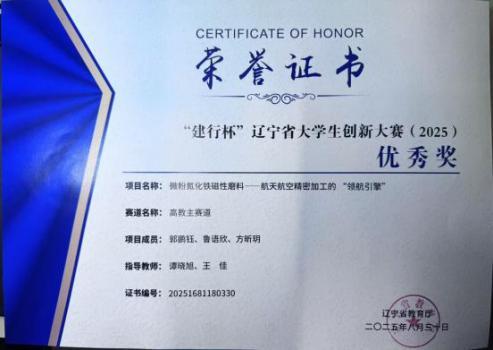 CERTIFICATE OF HONOR
荣誉证书
“建行杯”辽宁省大学生创新大赛（2025）
优秀奖
项目名称： 微粉氮化铁磁性磨料——航天航空精密加工的“领航引擎”
赛道名称： 高教主赛道
项目成员： 郭鹏钰、鲁语欣、方昕玥
指导教师： 谭晓旭、王 佳
证书编号： 20251681180330
辽宁省教育厅
二〇二五年八月三十日